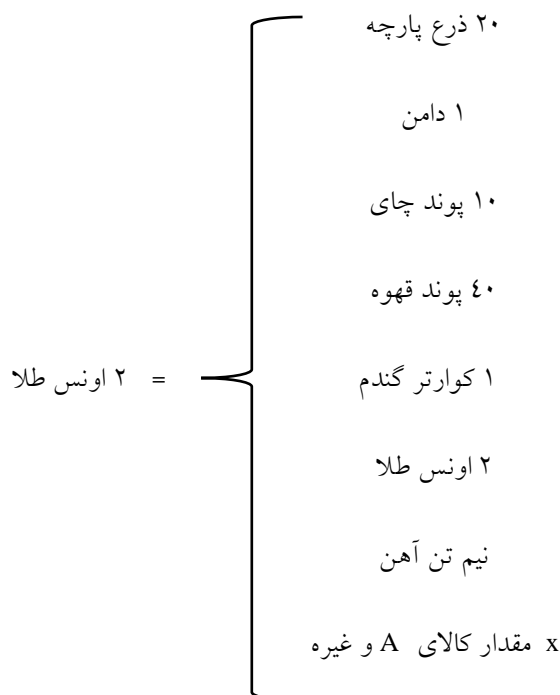 ۲۰ ذرع پارچه
۱ دامن
۱۰ پوند چای
٤۰ پوند قهوه
۱ کوارتر گندم
= ۲ اونس طلا
۲ اونس طلا
نیم تن آهن
x مقدار کالای A و غیره